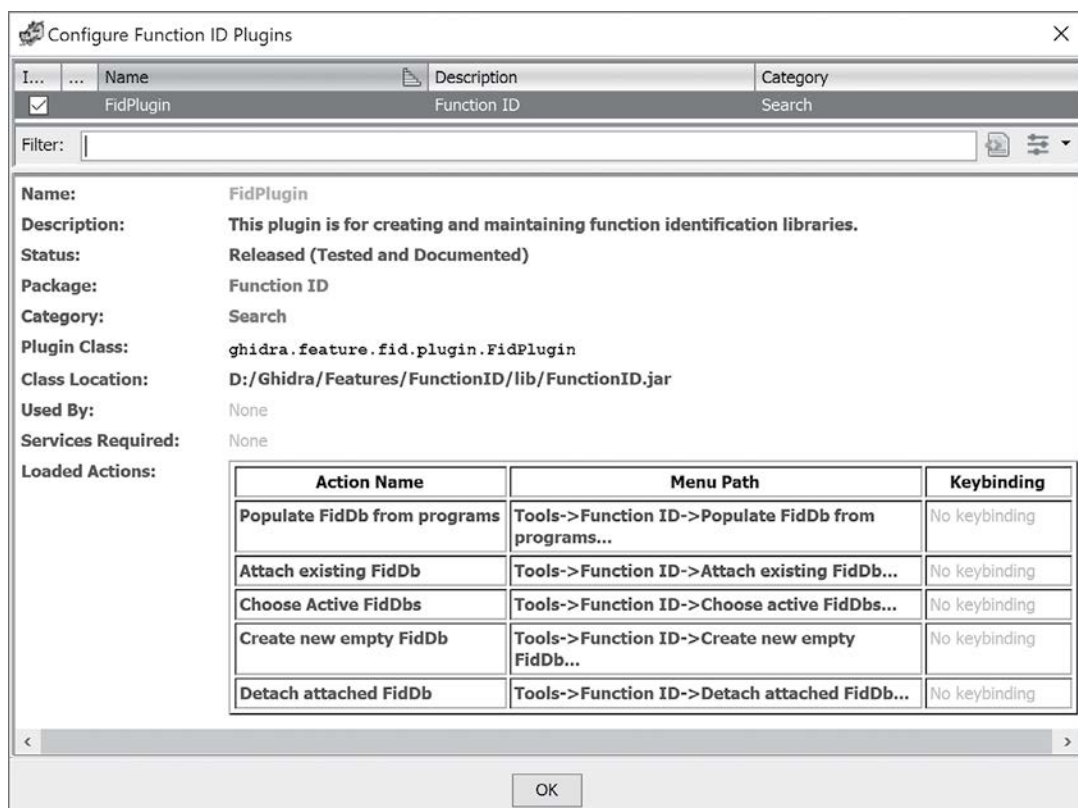 Configure Function ID Plugins
I... ... Name Description Category
FidPlugin Function ID Search
Filter:
Name: FidPlugin
Description: This plugin is for creating and maintaining function identification libraries.
Status: Released (Tested and Documented)
Package: Function ID
Category: Search
Plugin Class: ghidra.feature.fid.plugin.FidPlugin
Class Location: D:/Ghidra/Features/FunctionID/lib/FunctionID.jar
Used By: None
Services Required: None
Loaded Actions:
Action Name Menu Path Keybinding
Populate FidDb from programs Tools->Function ID->Populate FidDb from No keybinding
programs...
Attach existing FidDb Tools->Function ID->Attach existing FidDb... No keybinding
Choose Active FidDbs Tools->Function ID->Choose active FidDbs... No keybinding
Create new empty FidDb Tools->Function ID->Create new empty No keybinding
FidDb...
Detach attached FidDb Tools->Function ID->Detach attached FidDb... No keybinding
OK